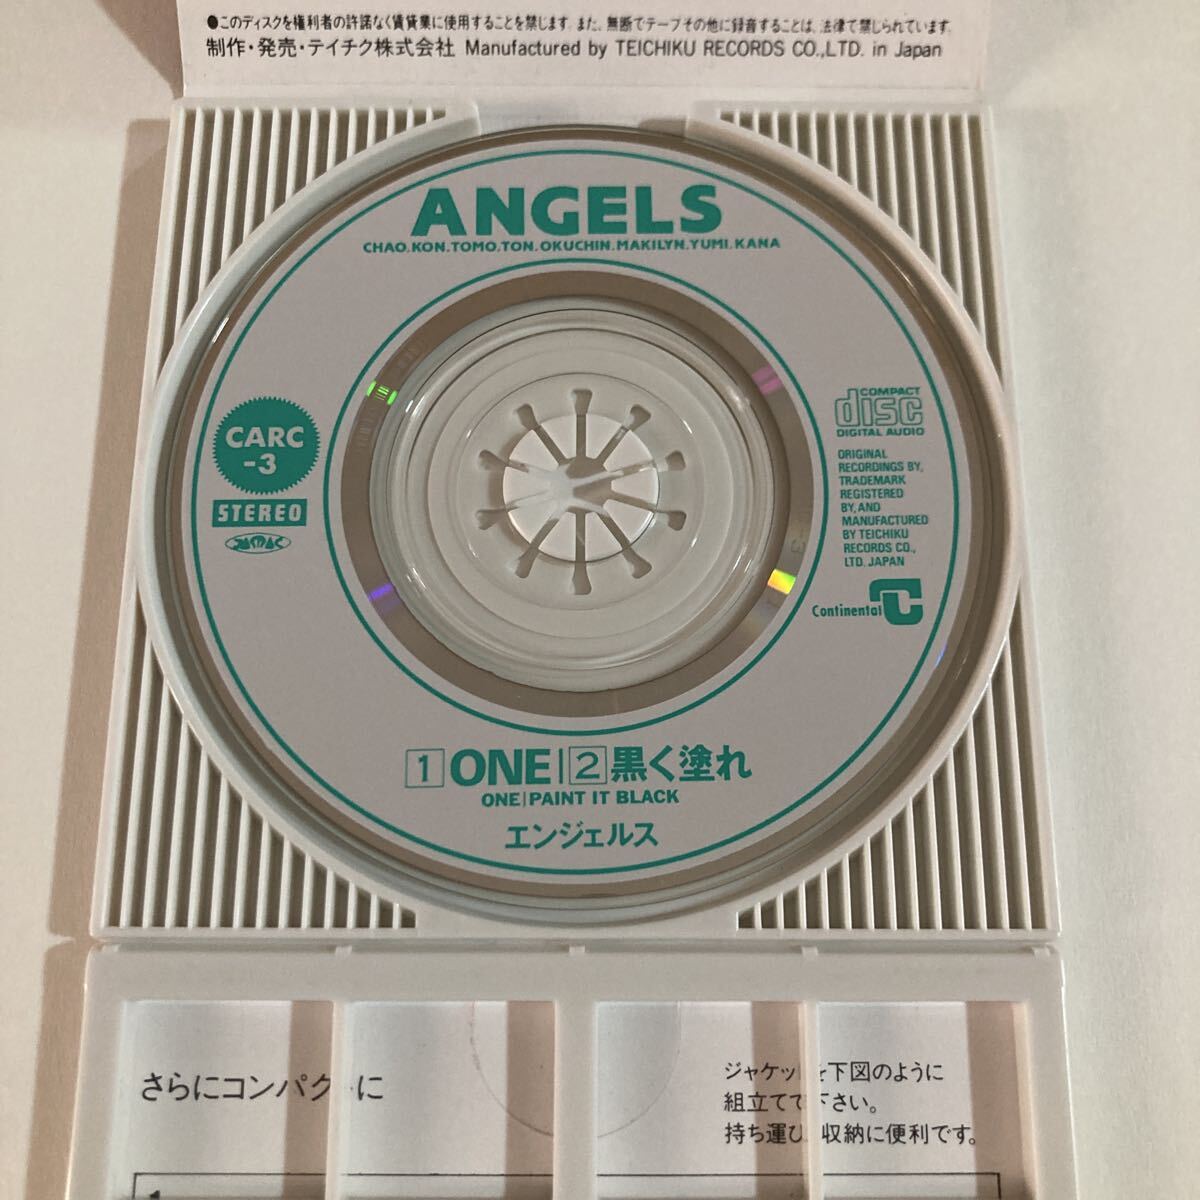 ●このディスクを権利者の許諾なく賃貸業に使用することを禁じます。また、無断でテープその他に録音することは、法律で禁じられています。
制作・発売・テイチク株式会社 Manufactured by TEICHIKU RECORDS CO.,LTD. in Japan
ANGELS
CHAO.KON.TOMO.TON.OKUCHIN.MAKILYN.YUMI.KANA
CARC
-3
STEREO
JASRAC
COMPACT
disc
DIGITAL AUDIO
ORIGINAL
RECORDINGS BY,
TRADEMARK
REGISTERED
BY, AND
MANUFACTURED
BY TEICHIKU
RECORDS CO.,
LTD. JAPAN
Continental
1 ONE | 2 黒く塗れ
ONE | PAINT IT BLACK
エンジェルス
さらにコンパクトに
ジャケットを下図のように
組立てて下さい。
持ち運び、収納に便利です。